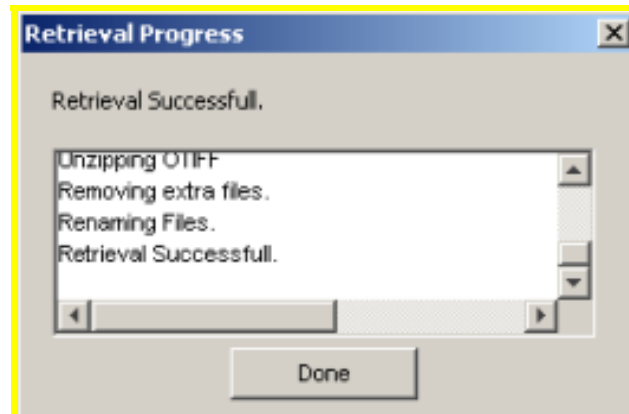 Retrieval Progress
Retrieval Successfull.
Unzipping OTIFF
Removing extra files.
Renaming Files.
Retrieval Successfull.
Done